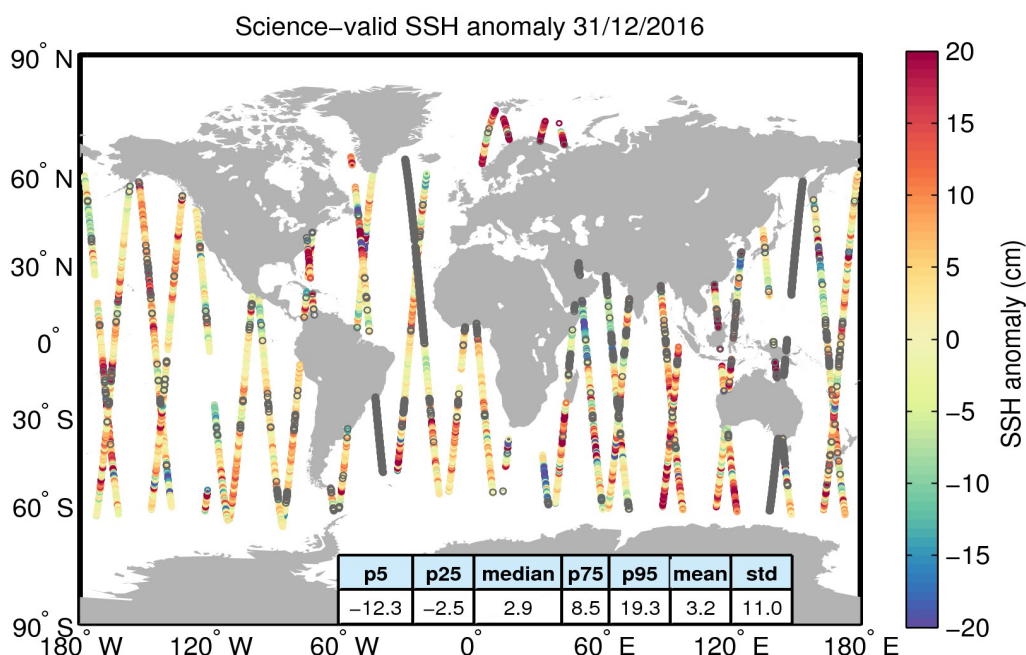 Science−valid SSH anomaly 31/12/2016
90° N
60° N
30° N
0°
30° S
60° S
90° S
180° W
120° W
60° W
0°
60° E
120° E
180° E
p5 p25 median p75 p95 mean std
−12.3 −2.5 2.9 8.5 19.3 3.2 11.0
20
15
10
5
0
−5
−10
−15
−20
SSH anomaly (cm)